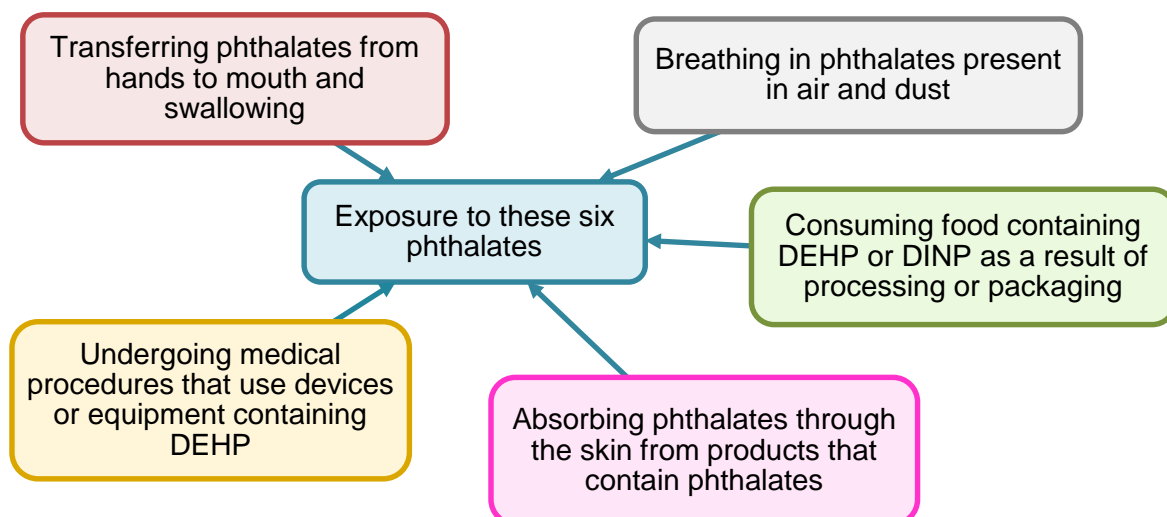 Transferring phthalates from
hands to mouth and
swallowing
Breathing in phthalates present
in air and dust
Exposure to these six
phthalates
Consuming food containing
DEHP or DINP as a result of
processing or packaging
Undergoing medical
procedures that use devices
or equipment containing
DEHP
Absorbing phthalates through
the skin from products that
contain phthalates